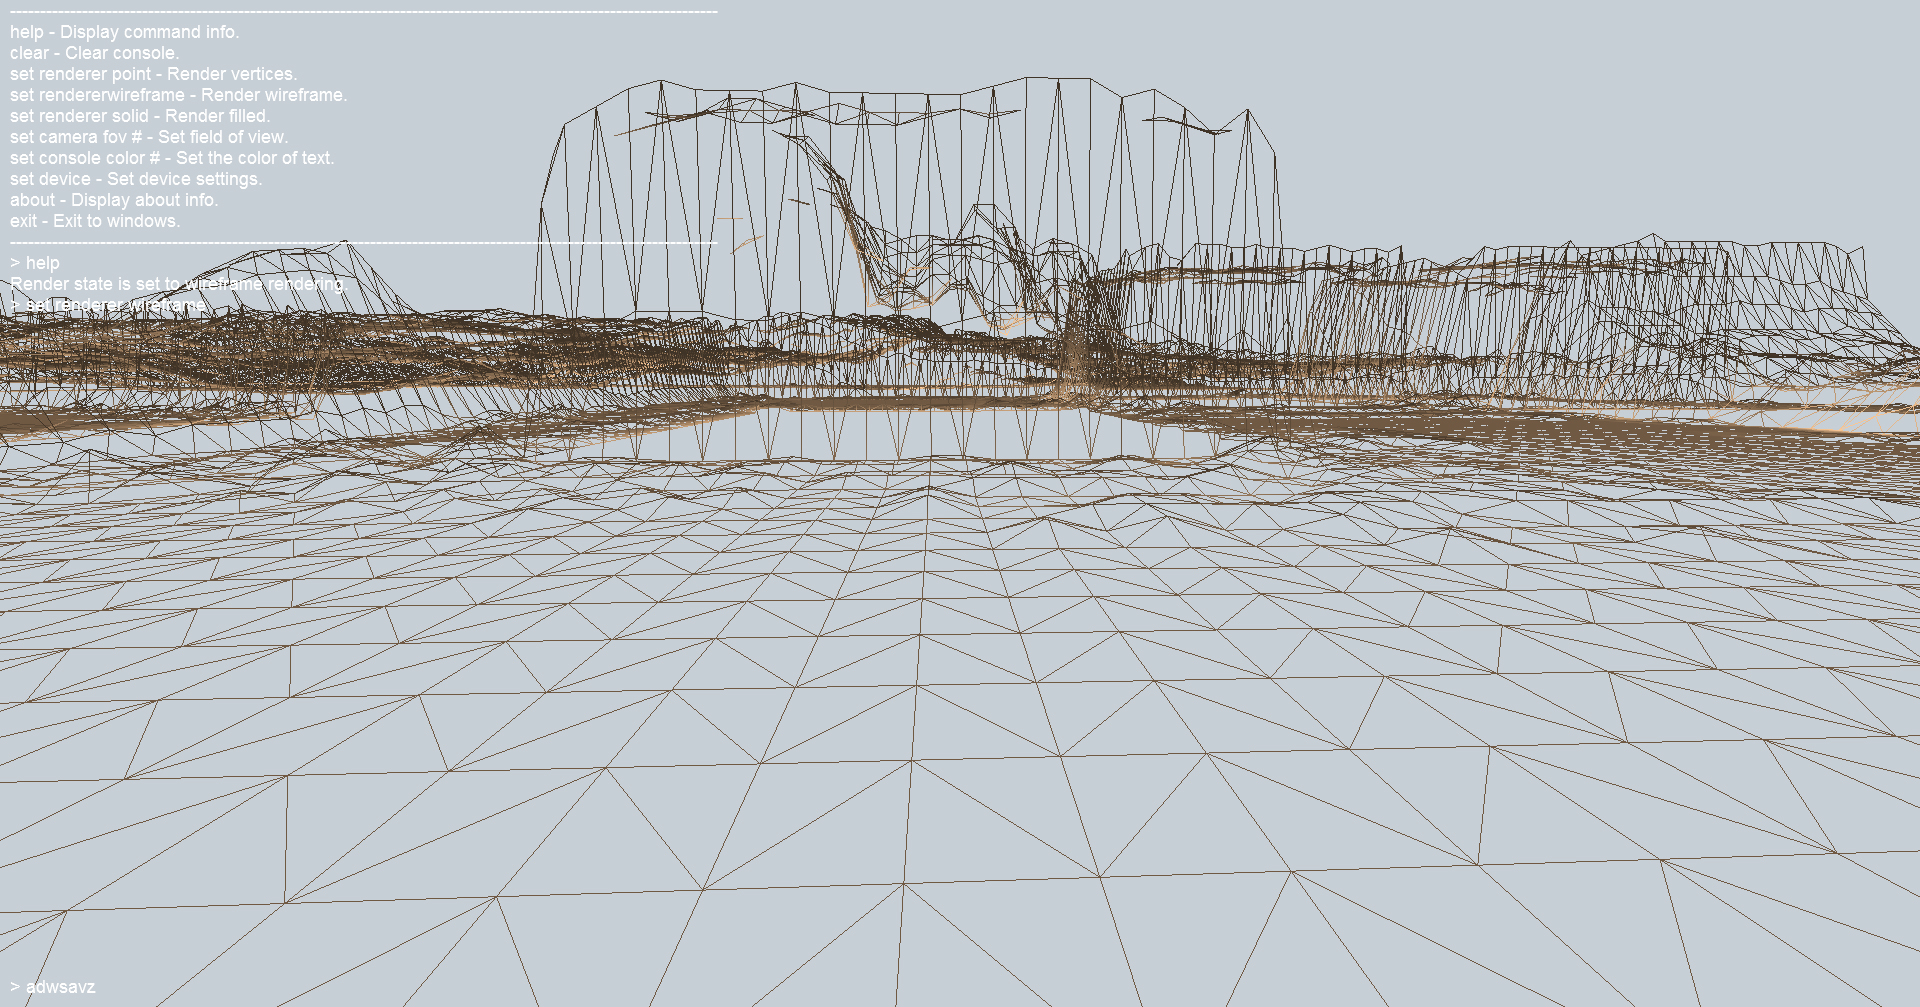 help - Display command info.
clear - Clear console.
set renderer point - Render vertices.
set rendererwireframe - Render wireframe.
set renderer solid - Render filled.
set camera fov # - Set field of view.
set console color # - Set the color of text.
set device - Set device settings.
about - Display about info.
exit - Exit to windows.
> help
Render state is set to wireframe rendering.
> set renderer wireframe
> adwsavz